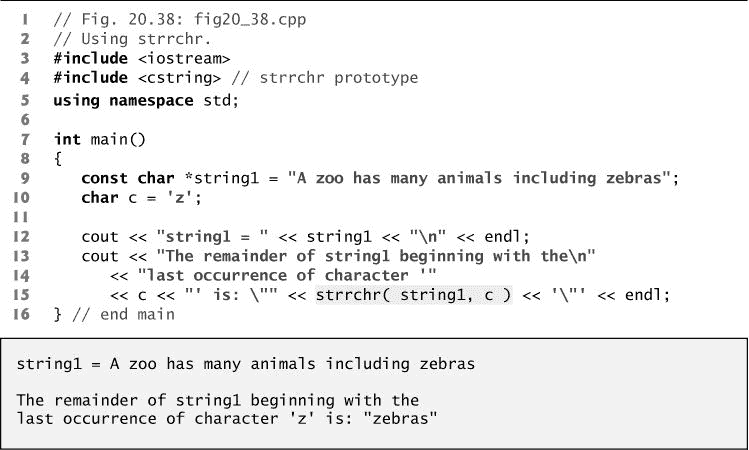 1 // Fig. 20.38: fig20_38.cpp
2 // Using strrchr.
3 #include <iostream>
4 #include <cstring> // strrchr prototype
5 using namespace std;
6
7 int main()
8 {
9 const char *string1 = "A zoo has many animals including zebras";
10 char c = 'z';
11
12 cout << "string1 = " << string1 << "\n" << endl;
13 cout << "The remainder of string1 beginning with the\n"
14 << "last occurrence of character '"
15 << c << "' is: \"" << strrchr( string1, c ) << '\"' << endl;
16 } // end main
string1 = A zoo has many animals including zebras
The remainder of string1 beginning with the
last occurrence of character 'z' is: "zebras"